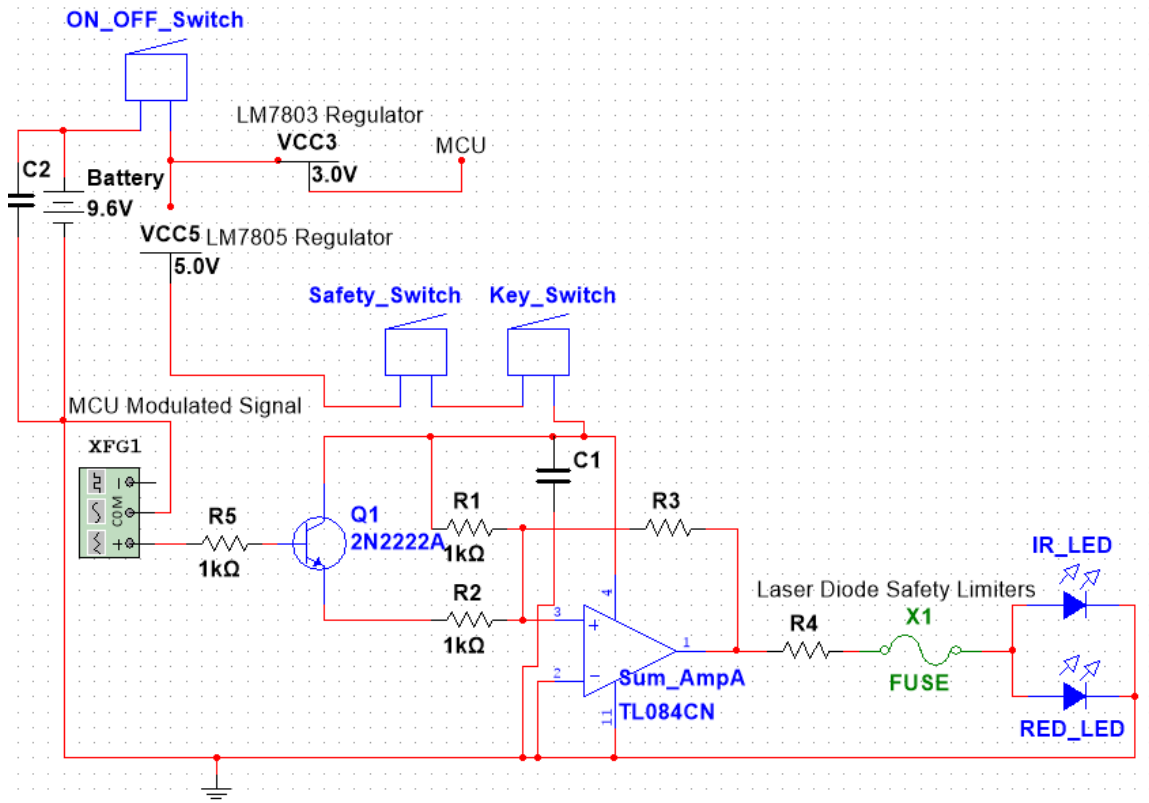 ON_OFF_Switch
LM7803 Regulator
VCC3
MCU
3.0V
C2
Battery
9.6V
VCC5 LM7805 Regulator
5.0V
Safety_Switch
Key_Switch
MCU Modulated Signal
XFG1
COM
+
R5
1kΩ
Q1
2N2222A
R1
1kΩ
R2
1kΩ
C1
R3
4
3
+
2
−
1
11
Sum_AmpA
TL084CN
Laser Diode Safety Limiters
R4
X1
FUSE
IR_LED
RED_LED